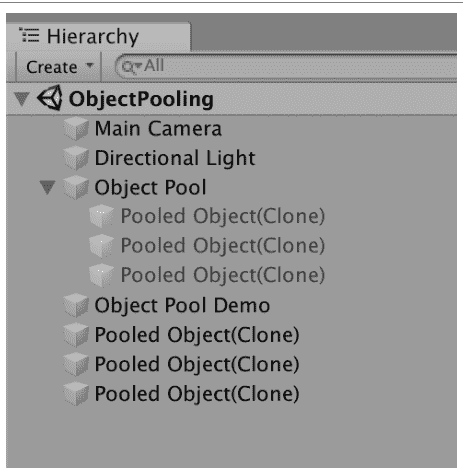 Hierarchy
Create All
ObjectPooling
Main Camera
Directional Light
Object Pool
Pooled Object(Clone)
Pooled Object(Clone)
Pooled Object(Clone)
Object Pool Demo
Pooled Object(Clone)
Pooled Object(Clone)
Pooled Object(Clone)